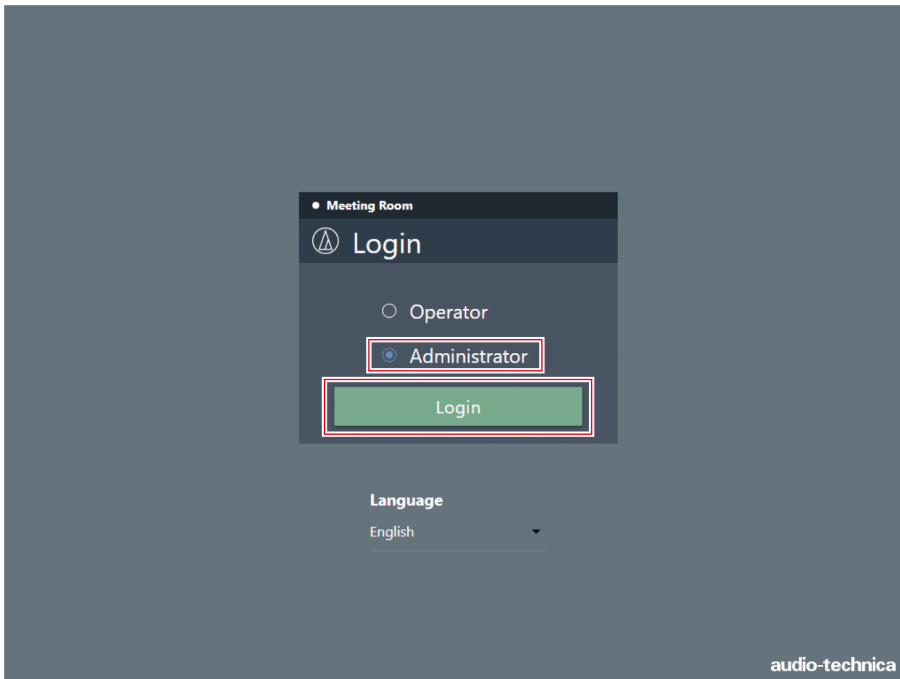 Meeting Room
Login
Operator
Administrator
Login
Language
English
audio-technica